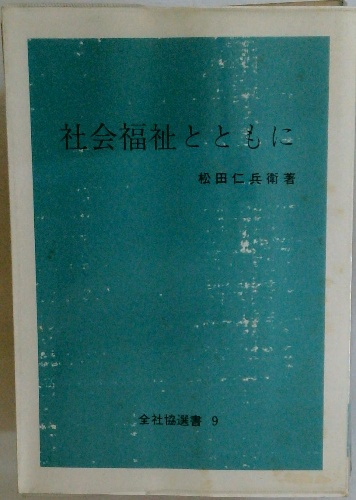 社会福祉とともに
松田仁兵衛著
全社協選書 9